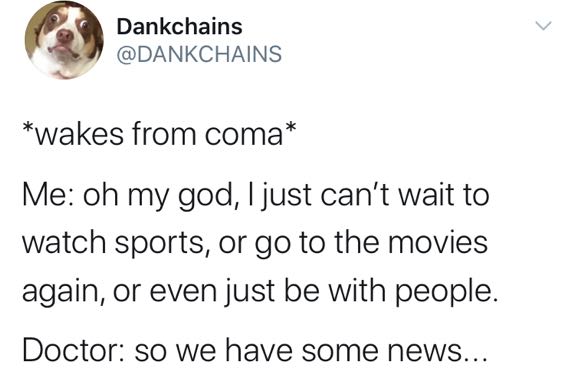 Dankchains
@DANKCHAINS
*wakes from coma*
Me: oh my god, I just can’t wait to
watch sports, or go to the movies
again, or even just be with people.
Doctor: so we have some news...